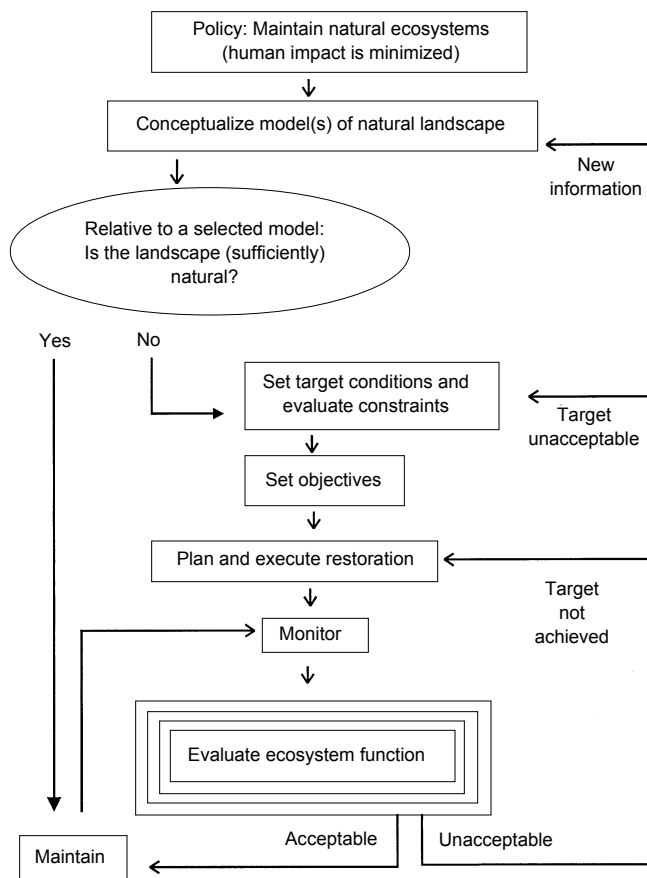 Policy: Maintain natural ecosystems
(human impact is minimized)
Conceptualize model(s) of natural landscape
New
information
Relative to a selected model:
Is the landscape (sufficiently)
natural?
Yes
No
Set target conditions and
evaluate constraints
Target
unacceptable
Set objectives
Plan and execute restoration
Target
not
achieved
Monitor
Evaluate ecosystem function
Acceptable
Unacceptable
Maintain